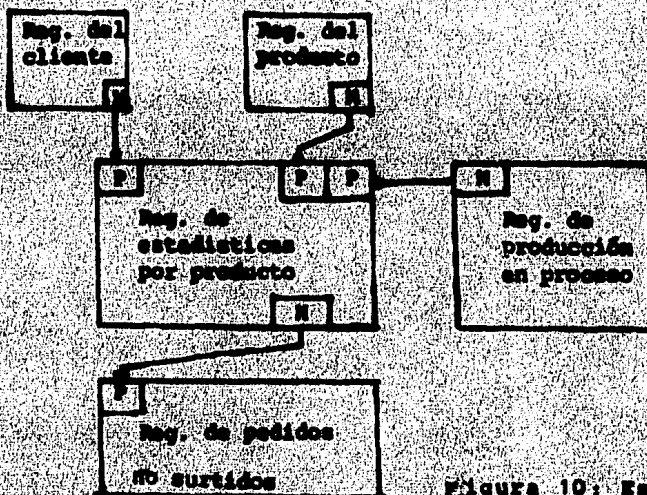 Reg. del
cliente
M
Reg. del
producto
M
P
P
P
Reg. de
estadísticas
por producto
M
M
Reg. de
producción
en proceso
P
Reg. de pedidos
no surtidos
Figura 10: Es